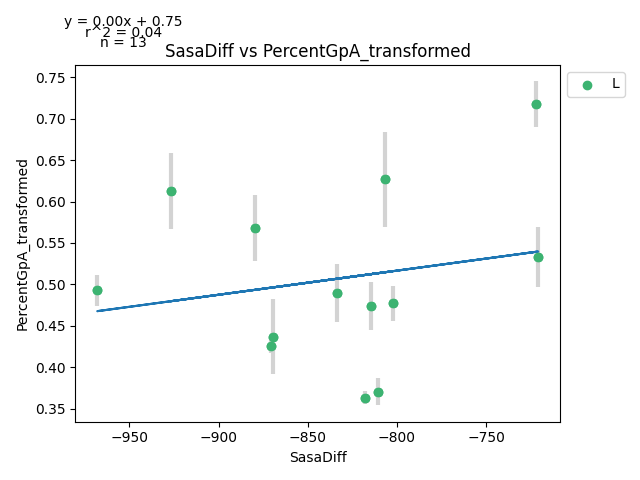 y = 0.00x + 0.75
r^2 = 0.04
n = 13
SasaDiff vs PercentGpA_transformed
L
PercentGpA_transformed
0.75
0.70
0.65
0.60
0.55
0.50
0.45
0.40
0.35
−950
−900
−850
−800
−750
SasaDiff